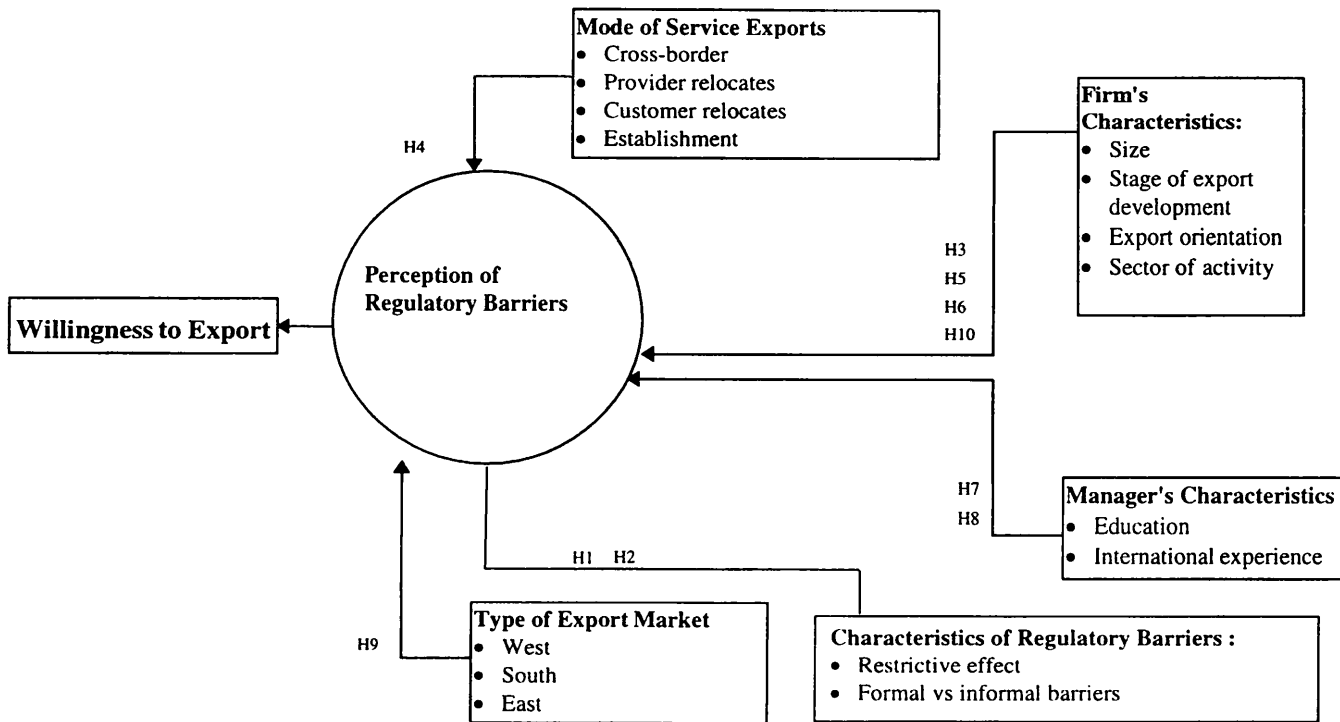 Mode of Service Exports
• Cross-border
• Provider relocates
• Customer relocates
• Establishment
Firm's
Characteristics:
• Size
• Stage of export
development
• Export orientation
• Sector of activity
H4
H3
H5
H6
H10
Perception of
Regulatory Barriers
Willingness to Export
H7
H8
Manager's Characteristics
• Education
• International experience
H1 H2
H9
Type of Export Market
• West
• South
• East
Characteristics of Regulatory Barriers :
• Restrictive effect
• Formal vs informal barriers